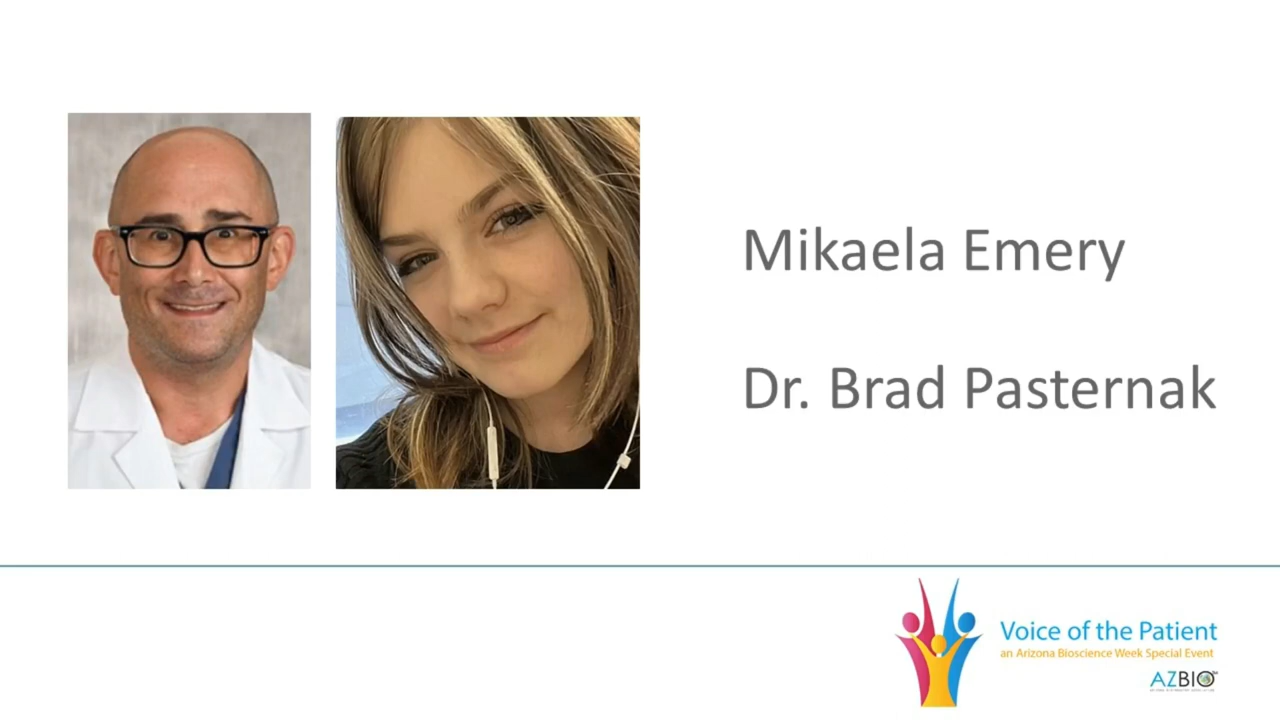 Mikaela Emery
Dr. Brad Pasternak
Voice of the Patient
an Arizona Bioscience Week Special Event
AZBIO